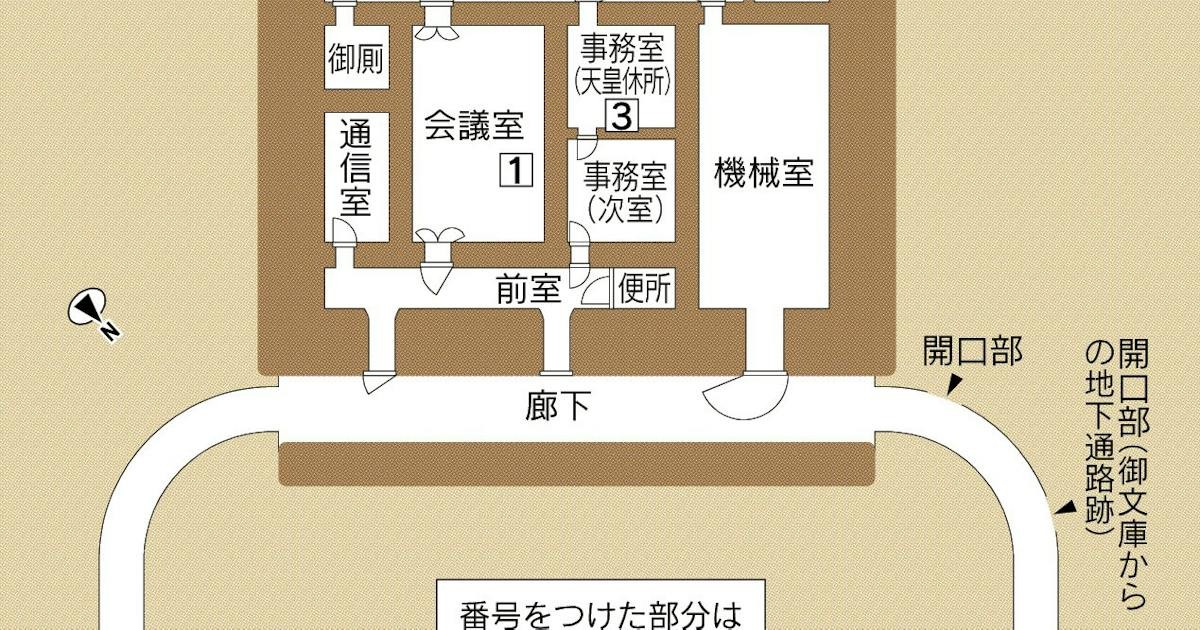 御厠
事務室
(天皇休所)
3
会議室
1
通信室
事務室
(次室)
機械室
前室
便所
N
開口部
開口部(御文庫から
の地下通路跡)
廊下
番号をつけた部分は